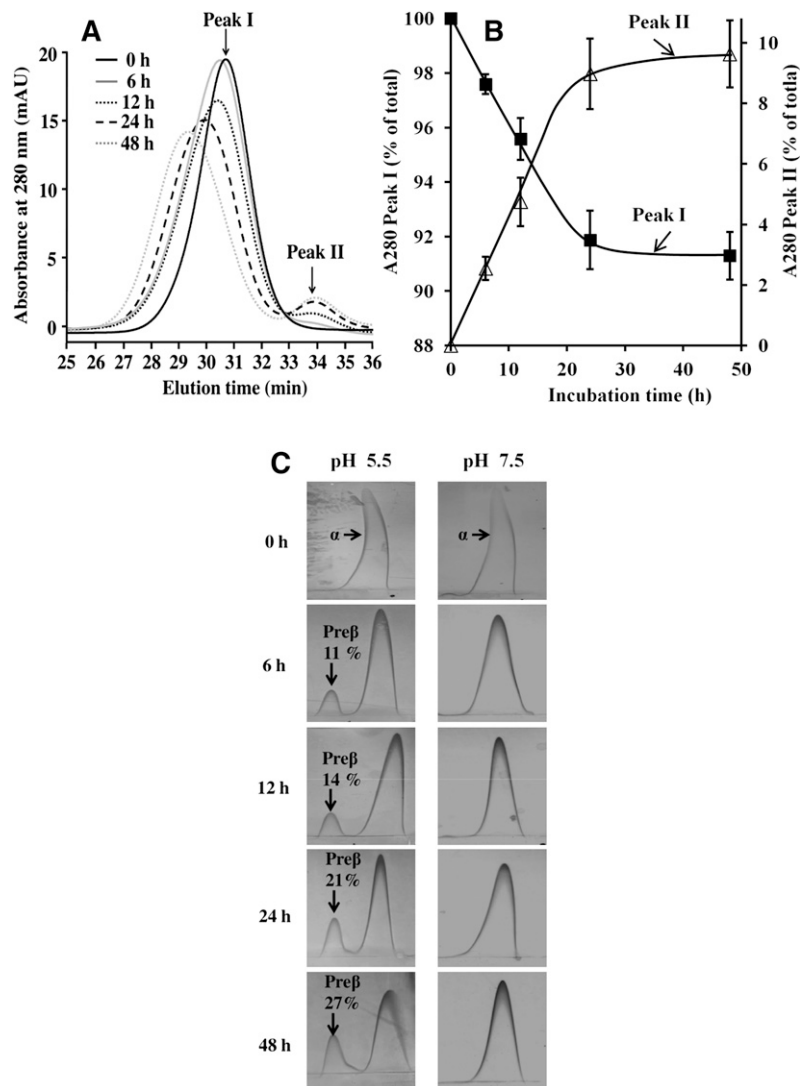 A
Peak I
Absorbance at 280 nm (mAU)
20
15
10
5
0
0 h
6 h
12 h
24 h
48 h
Peak II
25 26 27 28 29 30 31 32 33 34 35 36
Elution time (min)
B
A280 Peak I (% of total)
100
98
96
94
92
90
88
Peak II
Peak I
A280 Peak II (% of totla)
10
8
6
4
2
0
0 10 20 30 40 50
Incubation time (h)
C
pH 5.5 pH 7.5
0 h
α
α
6 h
Preβ
11 %
12 h
Preβ
14 %
24 h
Preβ
21%
48 h
Preβ
27%